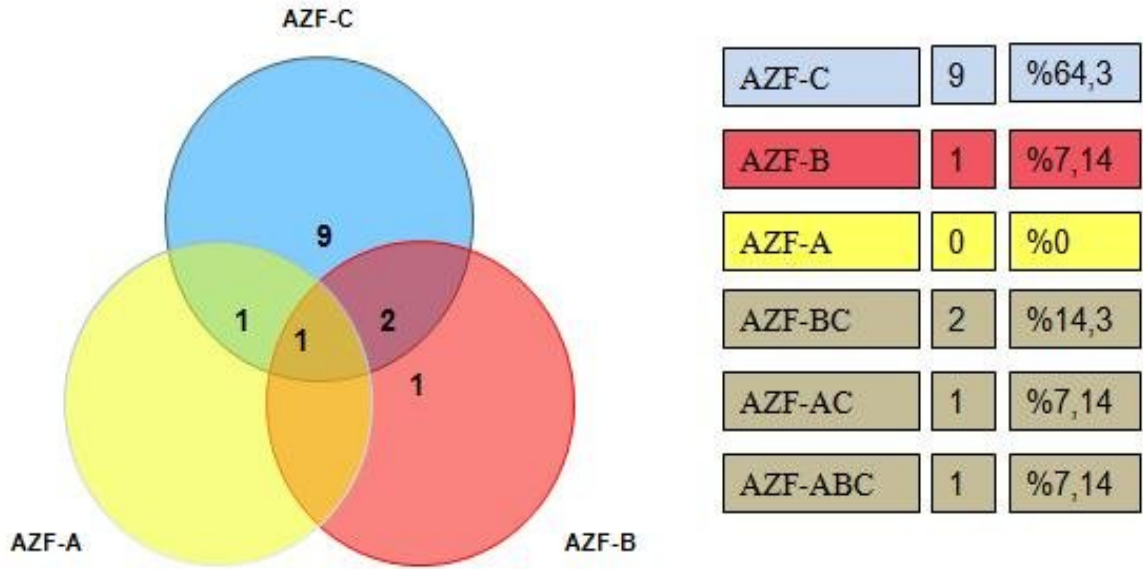 AZF-C
9
1
1
2
1
AZF-A
AZF-B
AZF-C 9 %64,3
AZF-B 1 %7,14
AZF-A 0 %0
AZF-BC 2 %14,3
AZF-AC 1 %7,14
AZF-ABC 1 %7,14